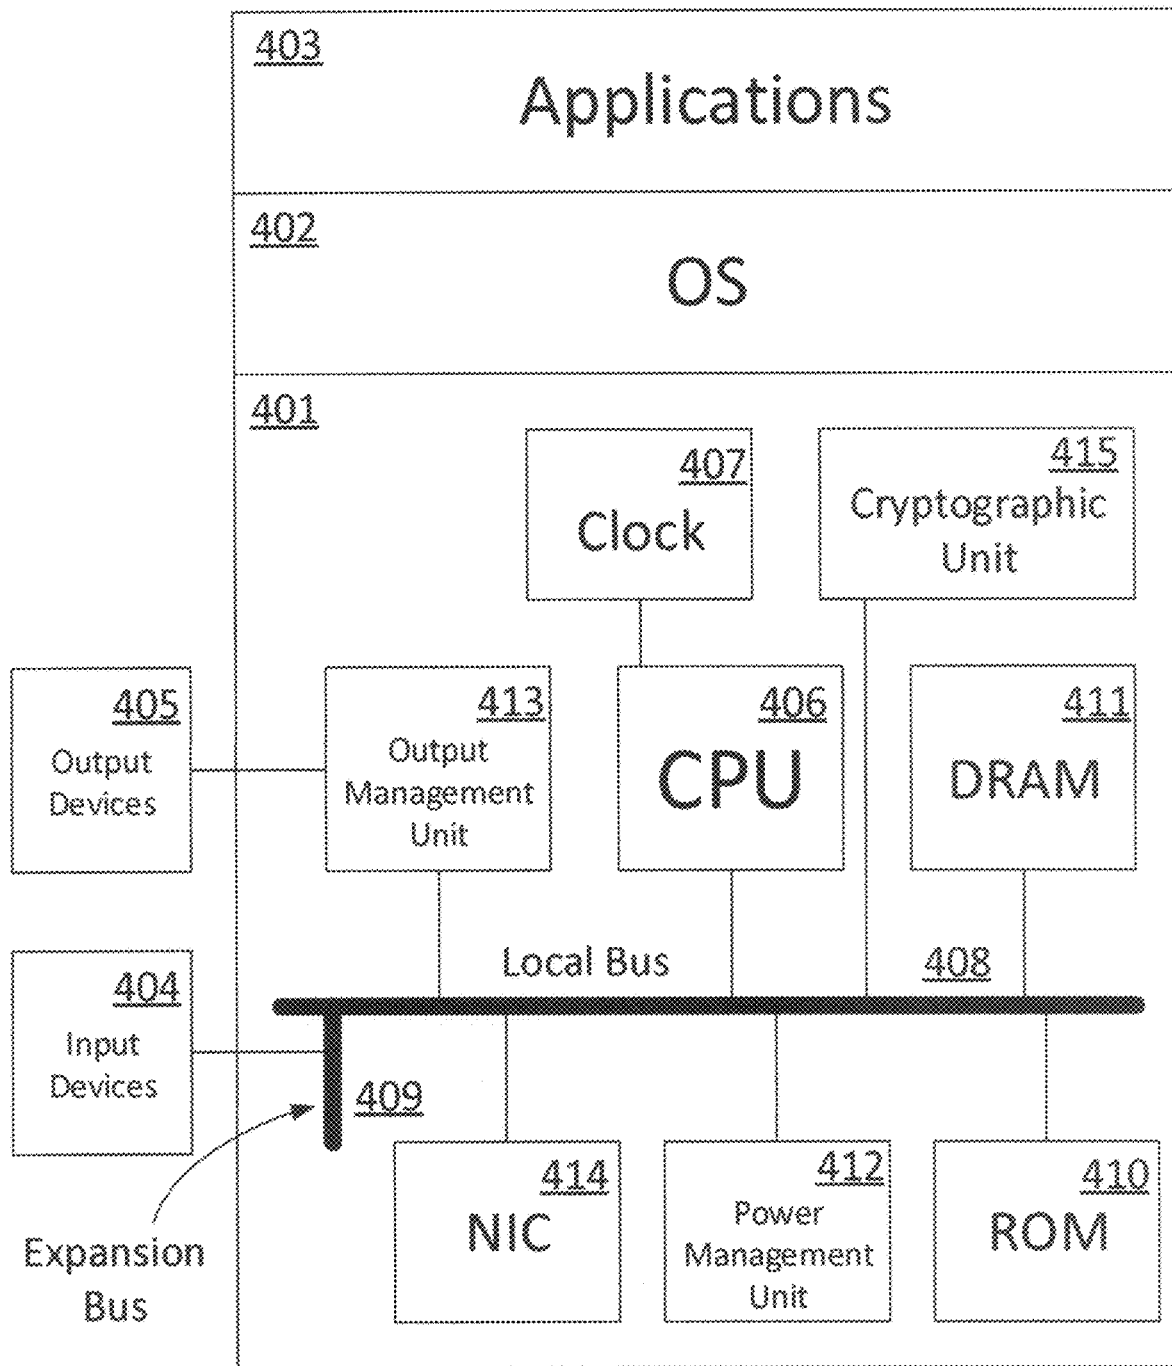 403
Applications
402
OS
401
407
Clock
415
Cryptographic
Unit
405
Output
Devices
413
Output
Management
Unit
406
CPU
411
DRAM
Local Bus
408
404
Input
Devices
409
Expansion
Bus
414
NIC
412
Power
Management
Unit
410
ROM